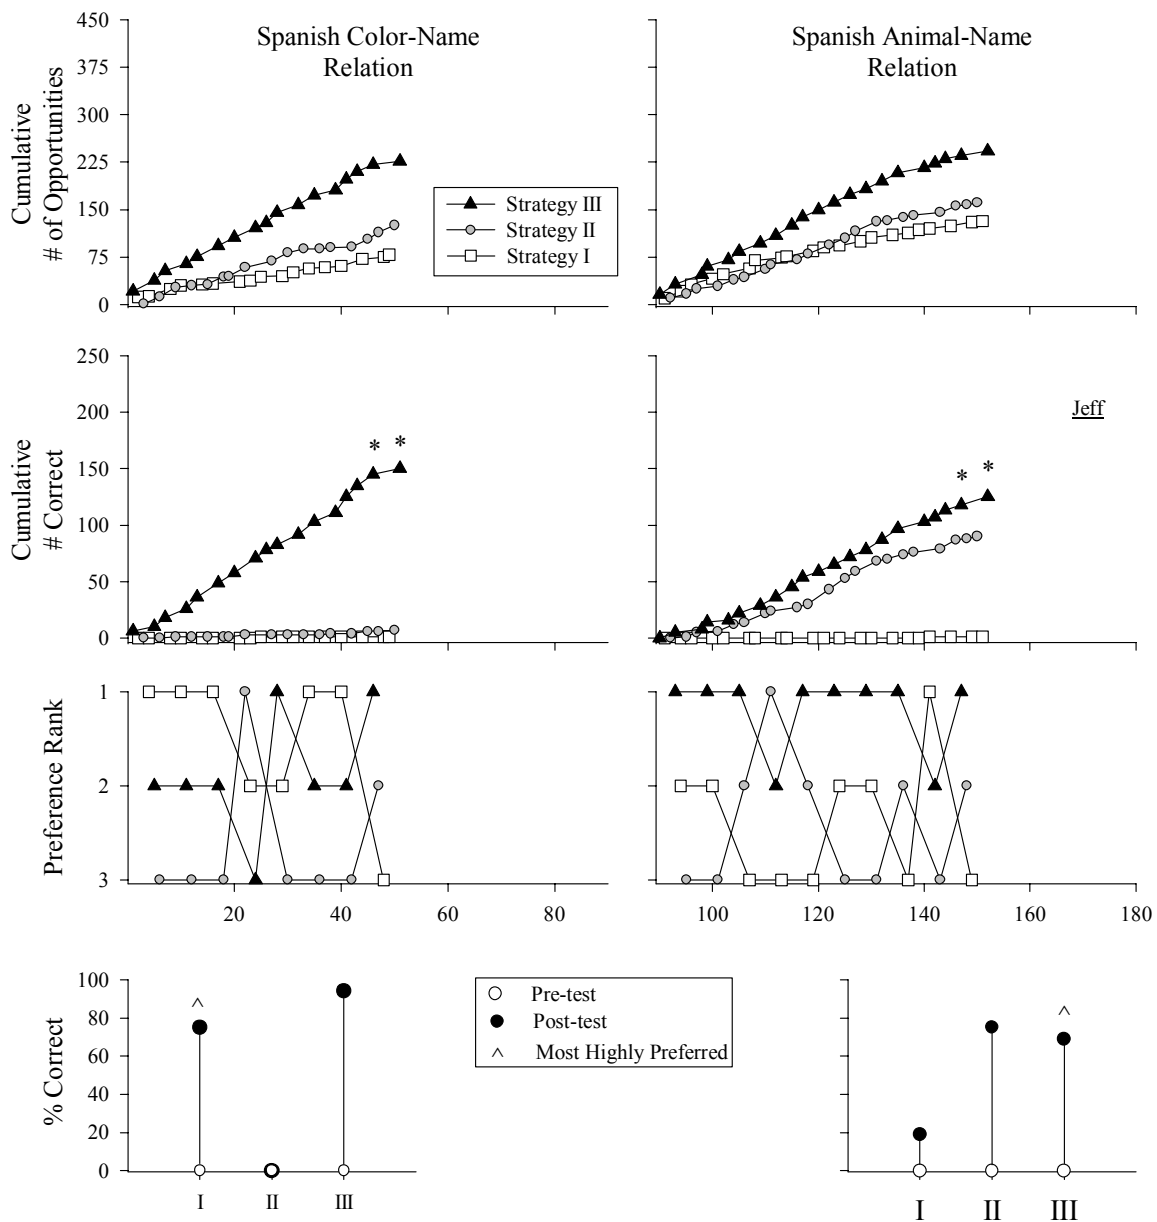 Spanish Color-Name
Relation
Spanish Animal-Name
Relation
Cumulative
# of Opportunities
450
375
300
225
150
75
0
Strategy III
Strategy II
Strategy I
Cumulative
# Correct
250
200
150
100
50
0
* *
* *
Jeff
Preference Rank
1
2
3
20 40 60 80
100 120 140 160 180
% Correct
100
80
60
40
20
0
^
I II III
Pre-test
Post-test
^ Most Highly Preferred
^
I II III